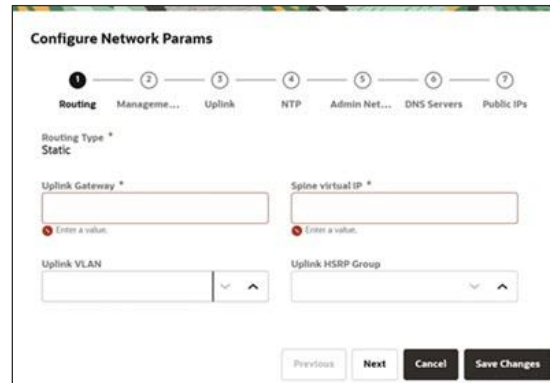 Configure Network Params
1 2 3 4 5 6 7
Routing Manageme... Uplink NTP Admin Net... DNS Servers Public IPs
Routing Type *
Static
Uplink Gateway * Spine virtual IP *
Enter a value. Enter a value.
Uplink VLAN Uplink HSRP Group
Previous Next Cancel Save Changes